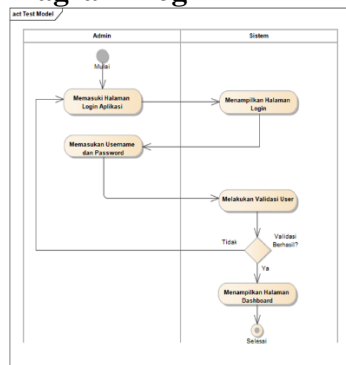 act Test Model
Admin
Sistem
Mulai
Memasuki Halaman
Login Aplikasi
Menampilkan Halaman
Login
Memasukan Username
dan Password
Melakukan Validasi User
Tidak
Validasi
Berhasil?
Ya
Menampilkan Halaman
Dashboard
Selesai